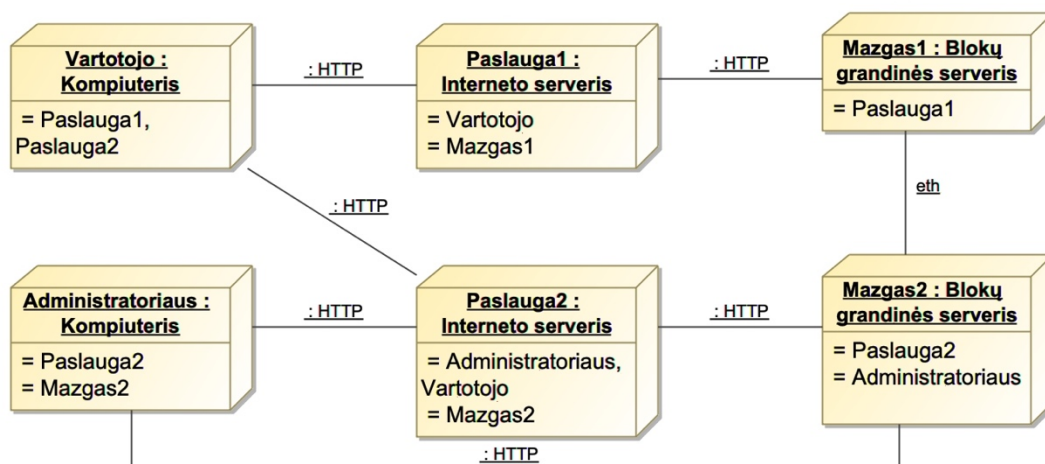 Vartotojo :
Kompiuteris
= Paslauga1,
Paslauga2
: HTTP
Paslauga1 :
Interneto serveris
= Vartotojo
= Mazgas1
: HTTP
Mazgas1 : Blokų
grandinės serveris
= Paslauga1
: HTTP
eth
Administratoriaus :
Kompiuteris
= Paslauga2
= Mazgas2
: HTTP
Paslauga2 :
Interneto serveris
= Administratoriaus,
Vartotojo
= Mazgas2
: HTTP
Mazgas2 : Blokų
grandinės serveris
= Paslauga2
= Administratoriaus
: HTTP